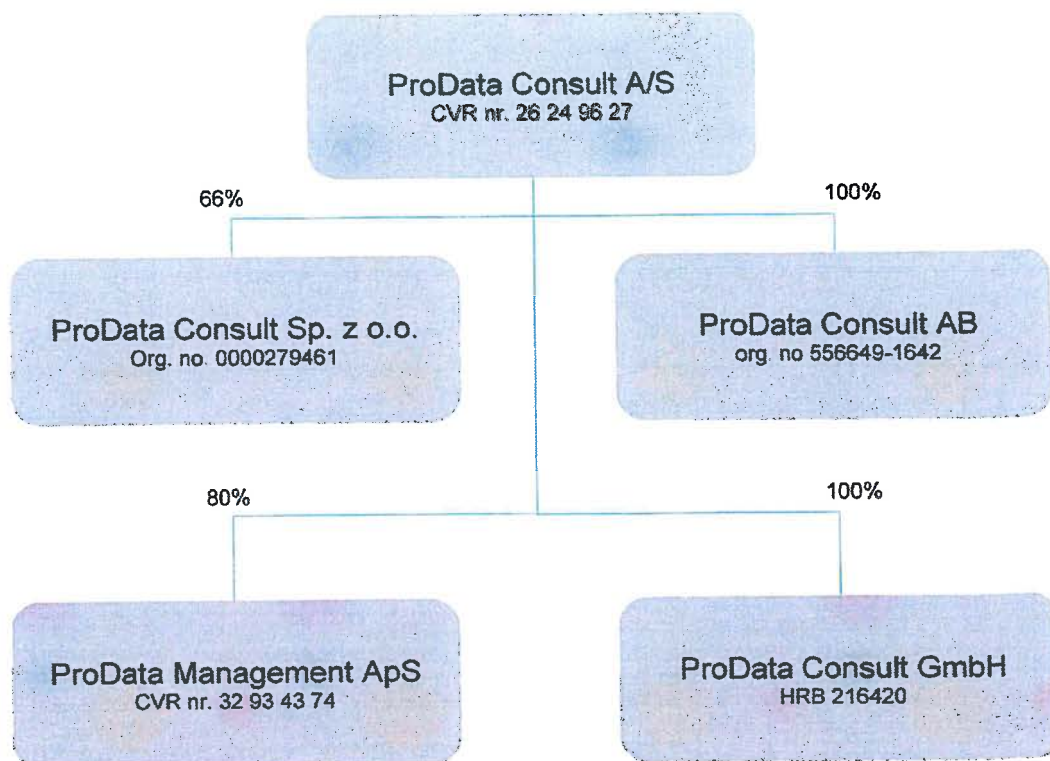 ProData Consult A/S
CVR nr. 26 24 96 27
66%
100%
ProData Consult Sp. z o.o.
Org. no. 0000279461
ProData Consult AB
org. no 556649-1642
80%
100%
ProData Management ApS
CVR nr. 32 93 43 74
ProData Consult GmbH
HRB 216420